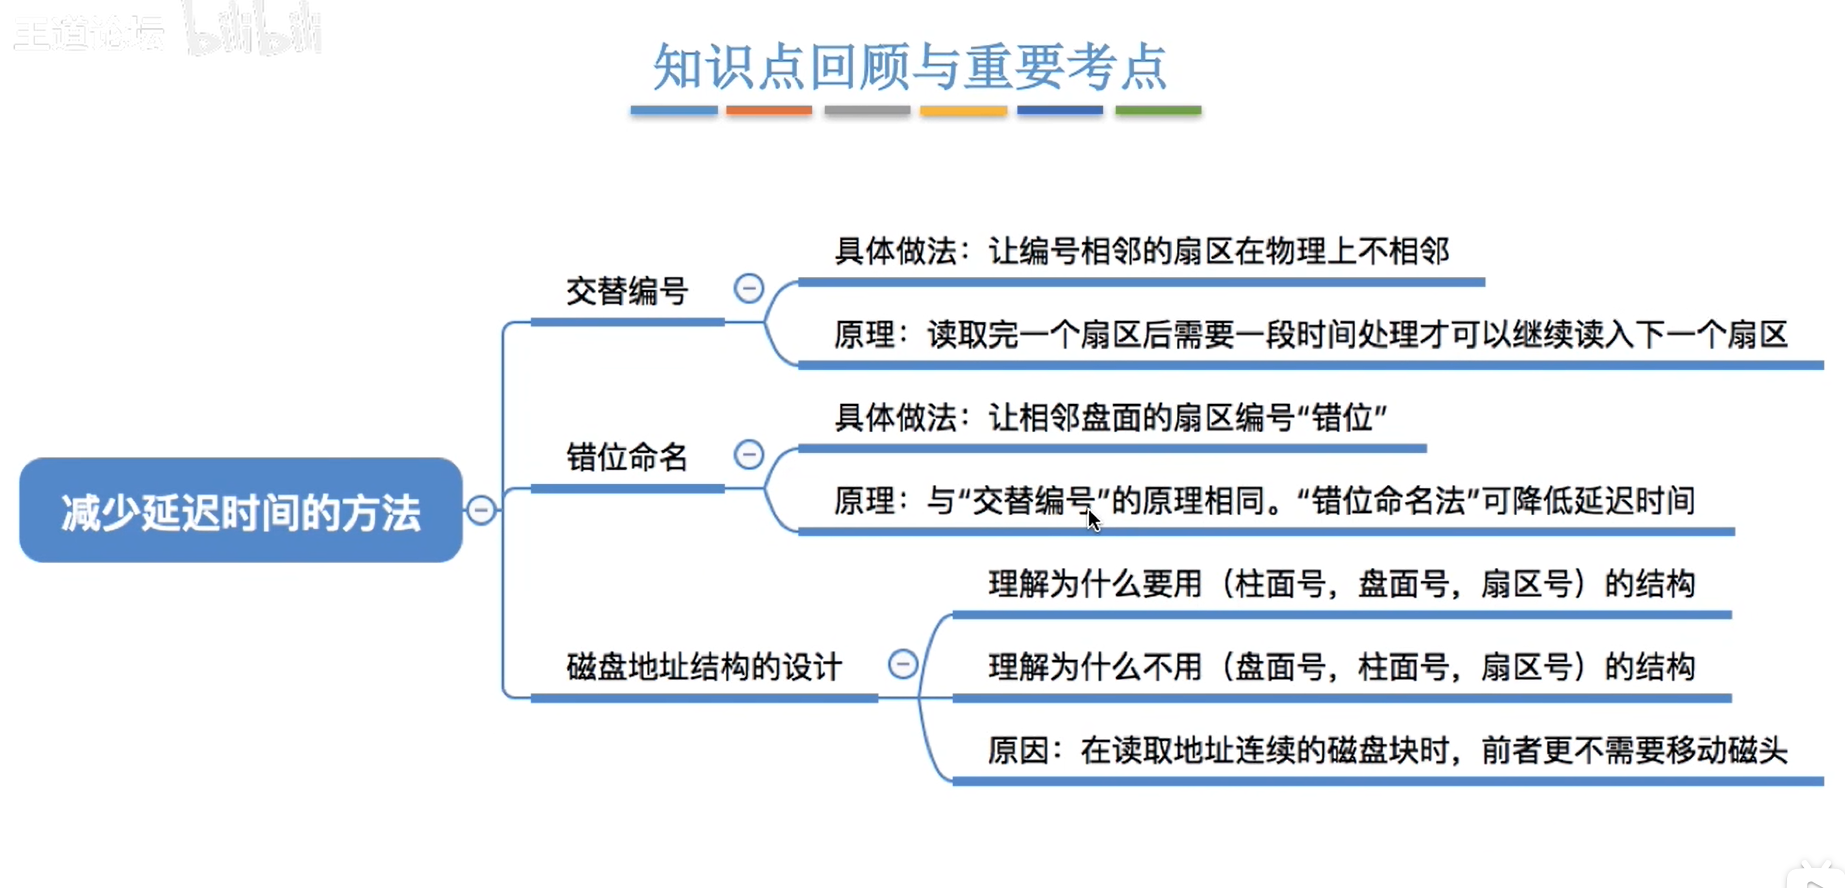 王道论坛 bilibili
知识点回顾与重要考点
具体做法：让编号相邻的扇区在物理上不相邻
交替编号
原理：读取完一个扇区后需要一段时间处理才可以继续读入下一个扇区
具体做法：让相邻盘面的扇区编号“错位”
错位命名
原理：与“交替编号”的原理相同。“错位命名法”可降低延迟时间
减少延迟时间的方法
理解为什么要用（柱面号，盘面号，扇区号）的结构
磁盘地址结构的设计
理解为什么不用（盘面号，柱面号，扇区号）的结构
原因：在读取地址连续的磁盘块时，前者更不需要移动磁头